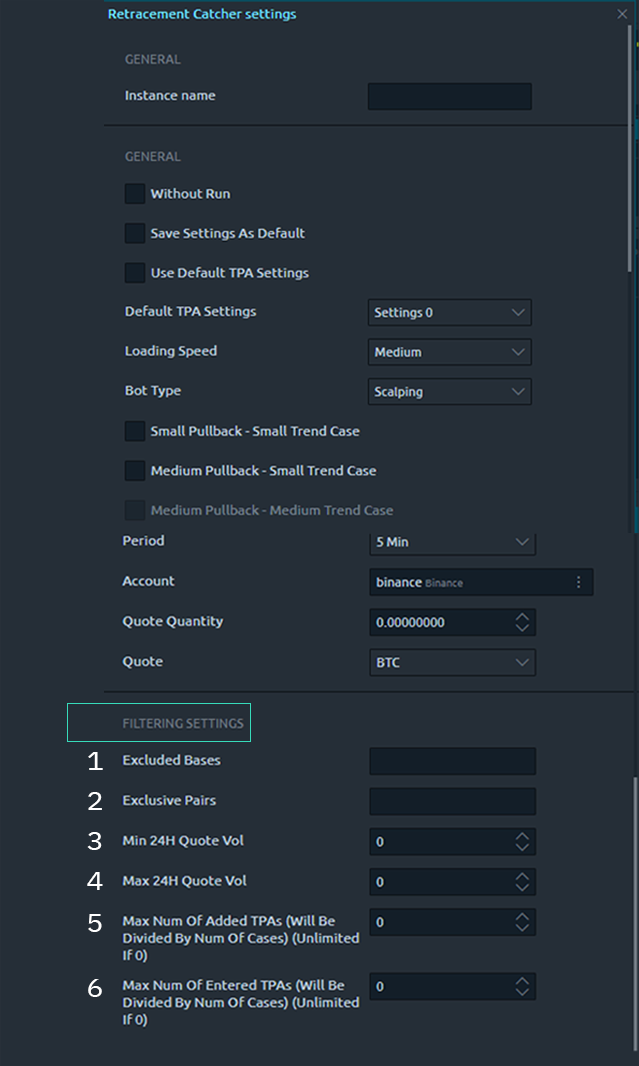 Retracement Catcher settings
GENERAL
Instance name
GENERAL
Without Run
Save Settings As Default
Use Default TPA Settings
Default TPA Settings Settings 0
Loading Speed Medium
Bot Type Scalping
Small Pullback - Small Trend Case
Medium Pullback - Small Trend Case
Medium Pullback - Medium Trend Case
Period 5 Min
Account binance Binance
Quote Quantity 0.00000000
Quote BTC
FILTERING SETTINGS
1 Excluded Bases
2 Exclusive Pairs
3 Min 24H Quote Vol 0
4 Max 24H Quote Vol 0
5 Max Num Of Added TPAs (Will Be 0
Divided By Num Of Cases) (Unlimited
If 0)
6 Max Num Of Entered TPAs (Will Be 0
Divided By Num Of Cases) (Unlimited
If 0)